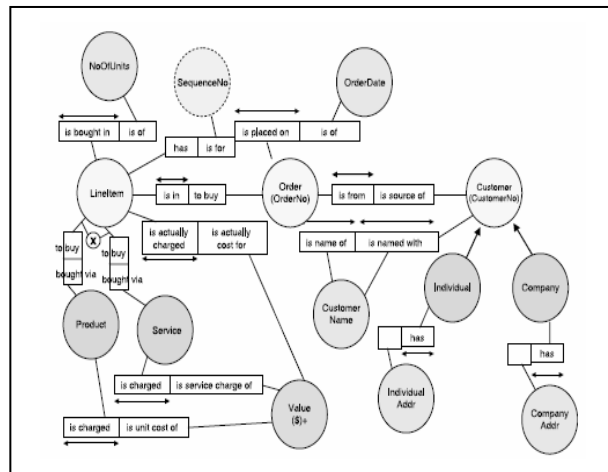 NoOfUnits
SequenceNo
OrderDate
is bought in is of
has is for
is placed on is of
LineItem
is in to buy
Order
(OrderNo)
is from is source of
Customer
(CustomerNo)
is actually
charged
is actually
cost for
is name of is named with
X
to buy
bought via
to buy
bought via
Customer
Name
Individual
Company
Product
Service
has
has
is charged is service charge of
Value
($)+
Individual
Addr
Company
Addr
is charged is unit cost of